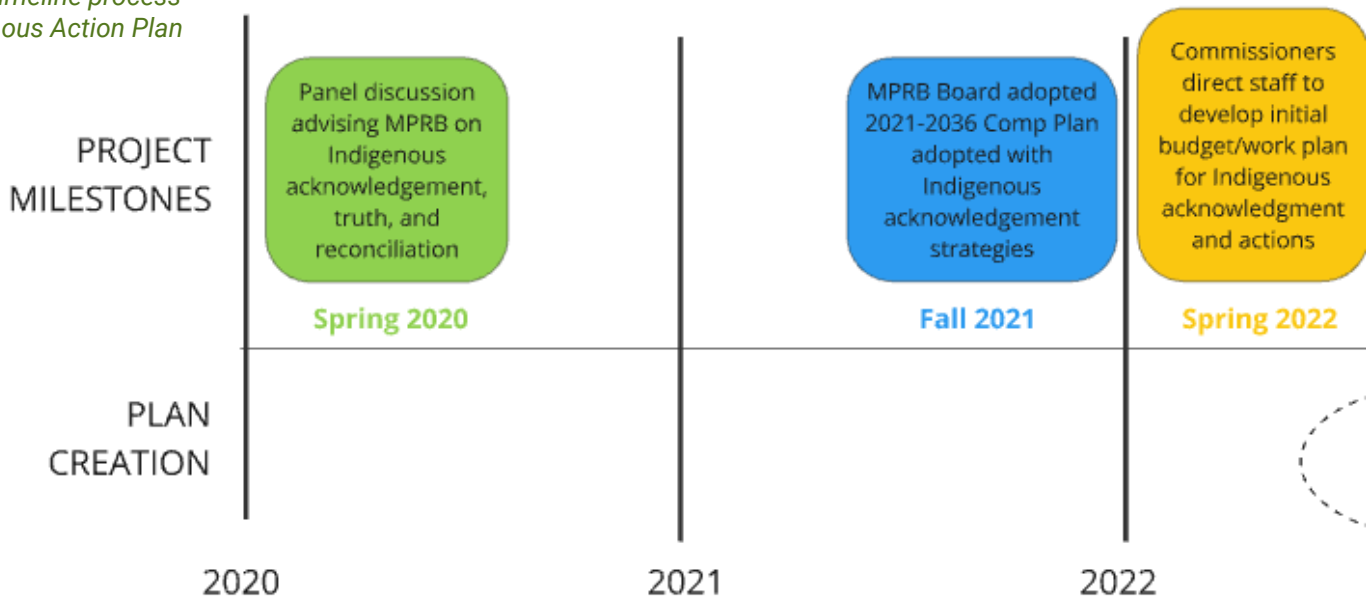 process
Action Plan
PROJECT
MILESTONES
Panel discussion
advising MPRB on
Indigenous
acknowledgement,
truth, and
reconciliation
Spring 2020
MPRB Board adopted
2021-2036 Comp Plan
adopted with
Indigenous
acknowledgement
strategies
Fall 2021
Commissioners
direct staff to
develop initial
budget/work plan
for Indigenous
acknowledgment
and actions
Spring 2022
PLAN
CREATION
2020
2021
2022